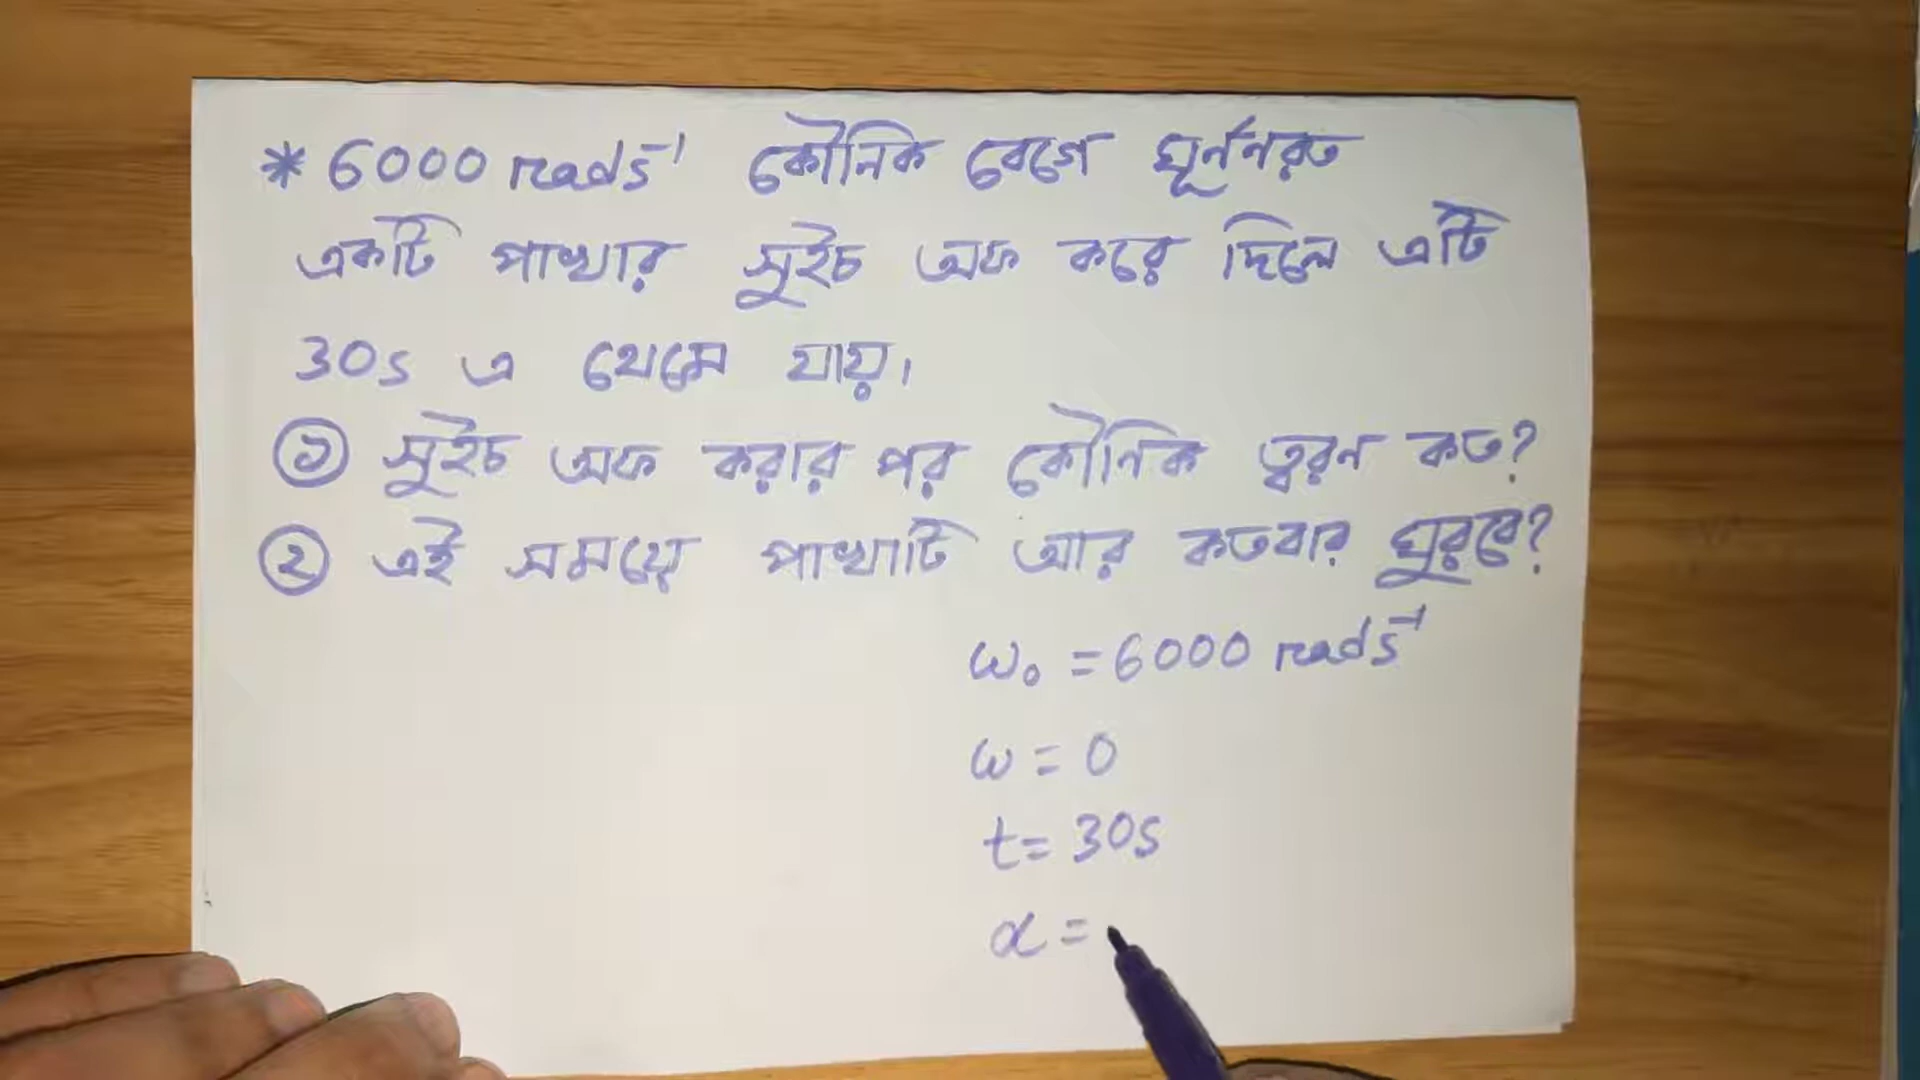 * 6000 rads⁻¹ কৌনিক বেগে ঘূর্ননরত
একটি পাখার সুইচ অফ করে দিলে এটি
30s এ থেমে যায়।
① সুইচ অফ করার পর কৌনিক ত্বরন কত?
② এই সময়ে পাখাটি আর কতবার ঘুরবে?
ω₀ = 6000 rads⁻¹
ω = 0
t = 30s
α =